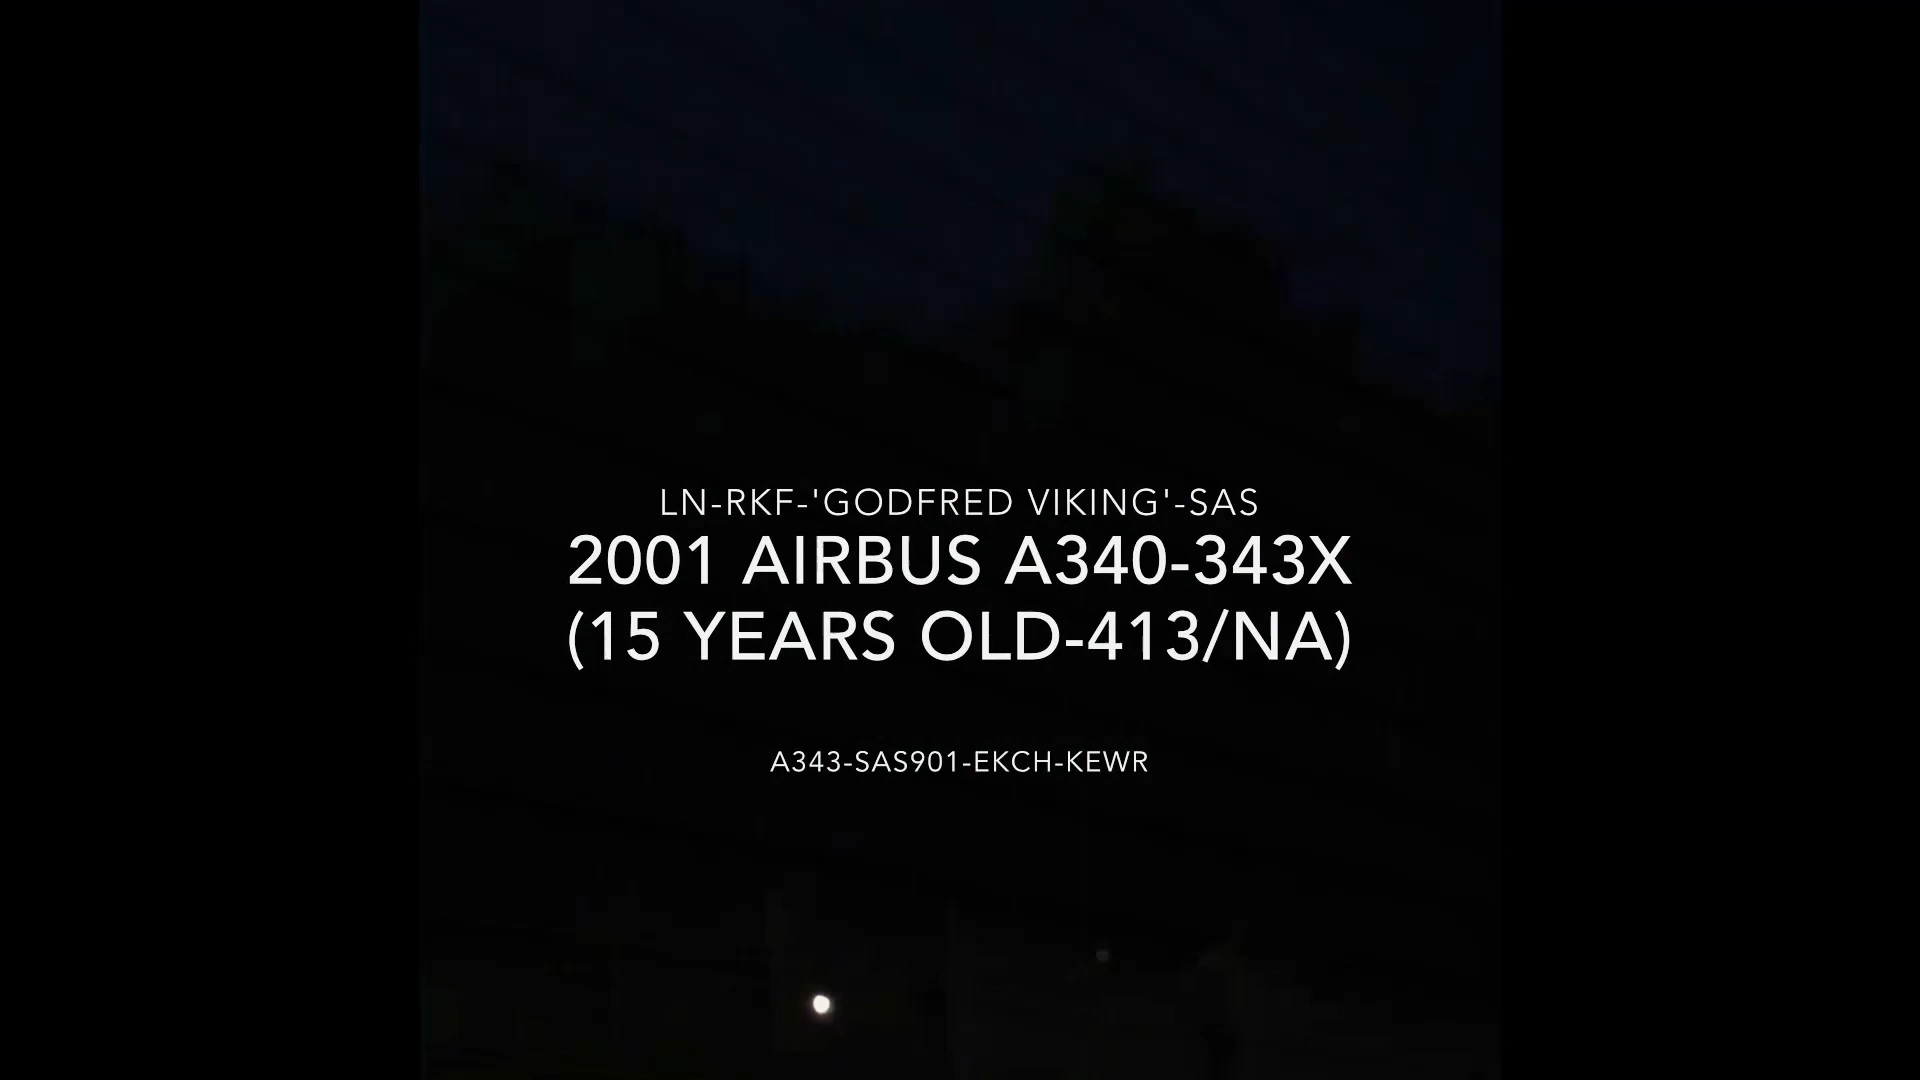 LN-RKF-'GODFRED VIKING'-SAS
2001 AIRBUS A340-343X
(15 YEARS OLD-413/NA)
A343-SAS901-EKCH-KEWR